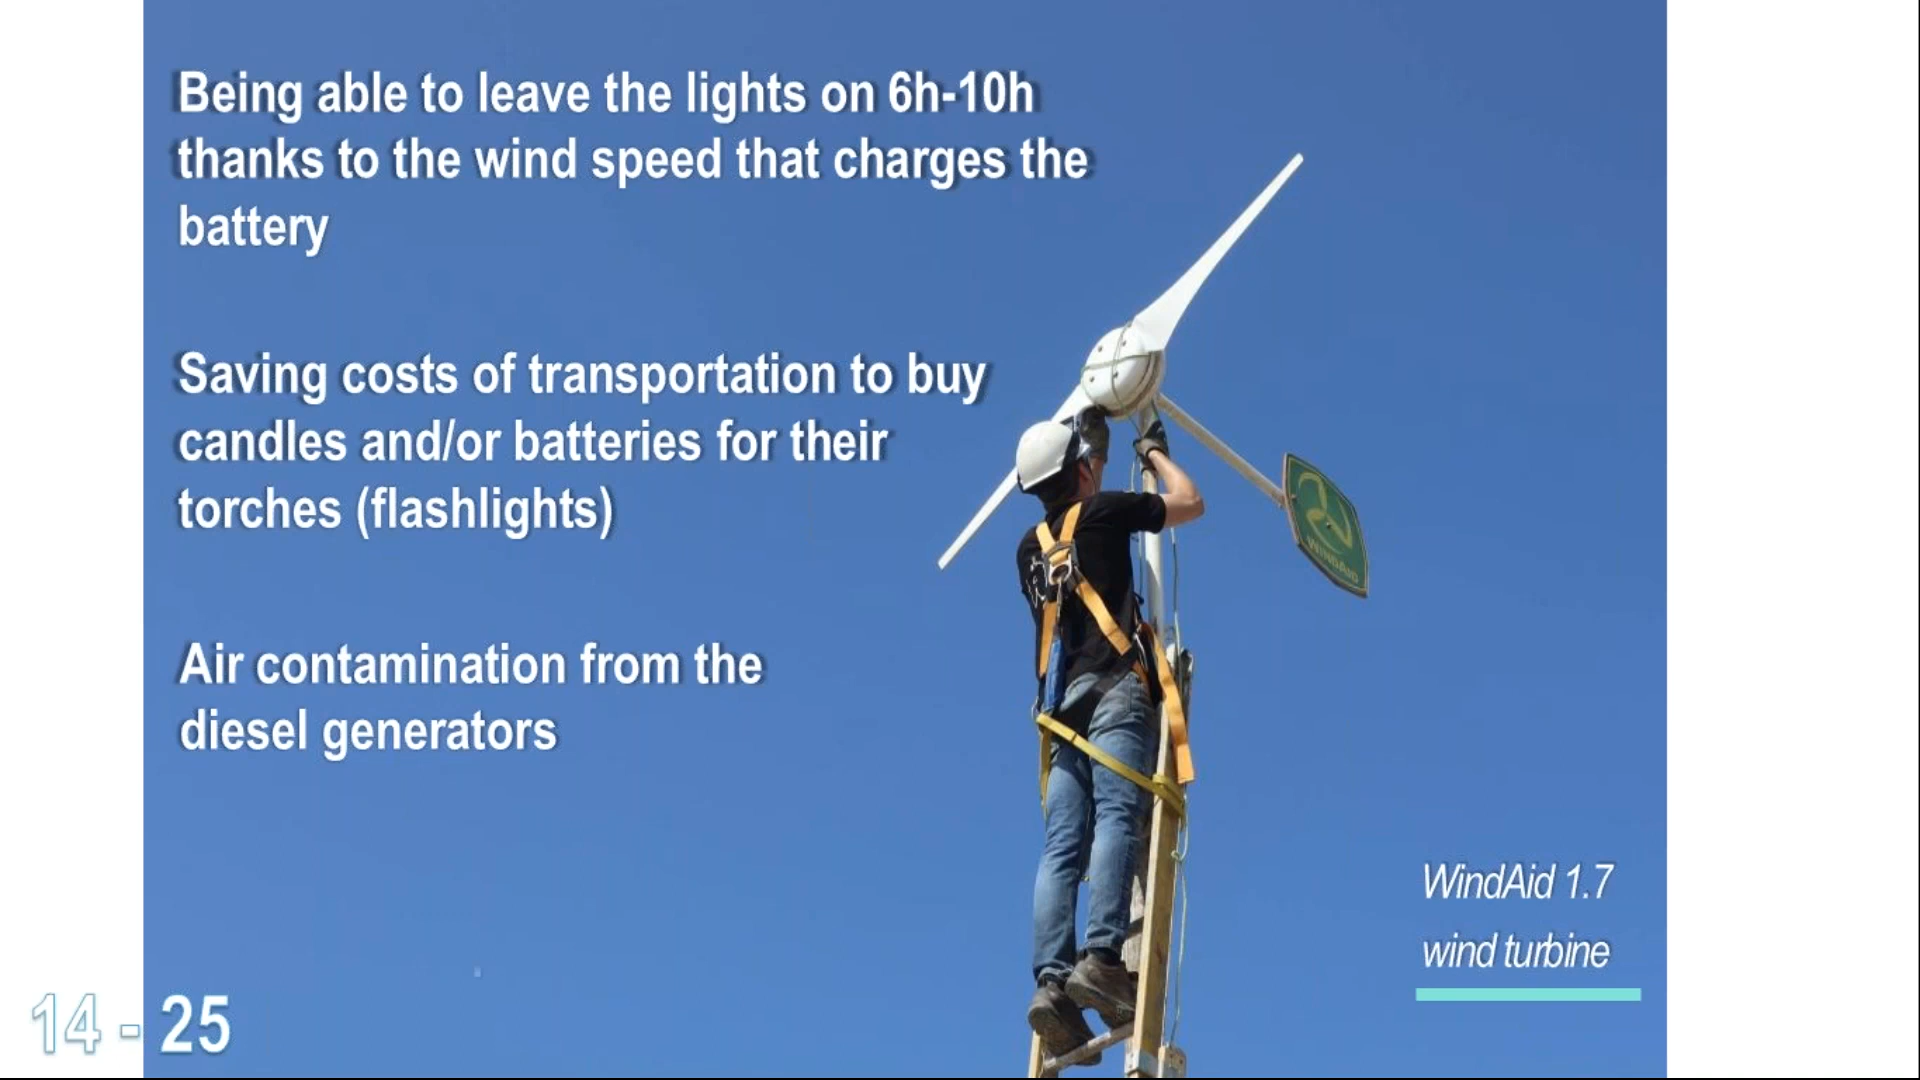 Being able to leave the lights on 6h-10h
thanks to the wind speed that charges the
battery
Saving costs of transportation to buy
candles and/or batteries for their
torches (flashlights)
Air contamination from the
diesel generators
WINDAID
WindAid 1.7
wind turbine
14 - 25